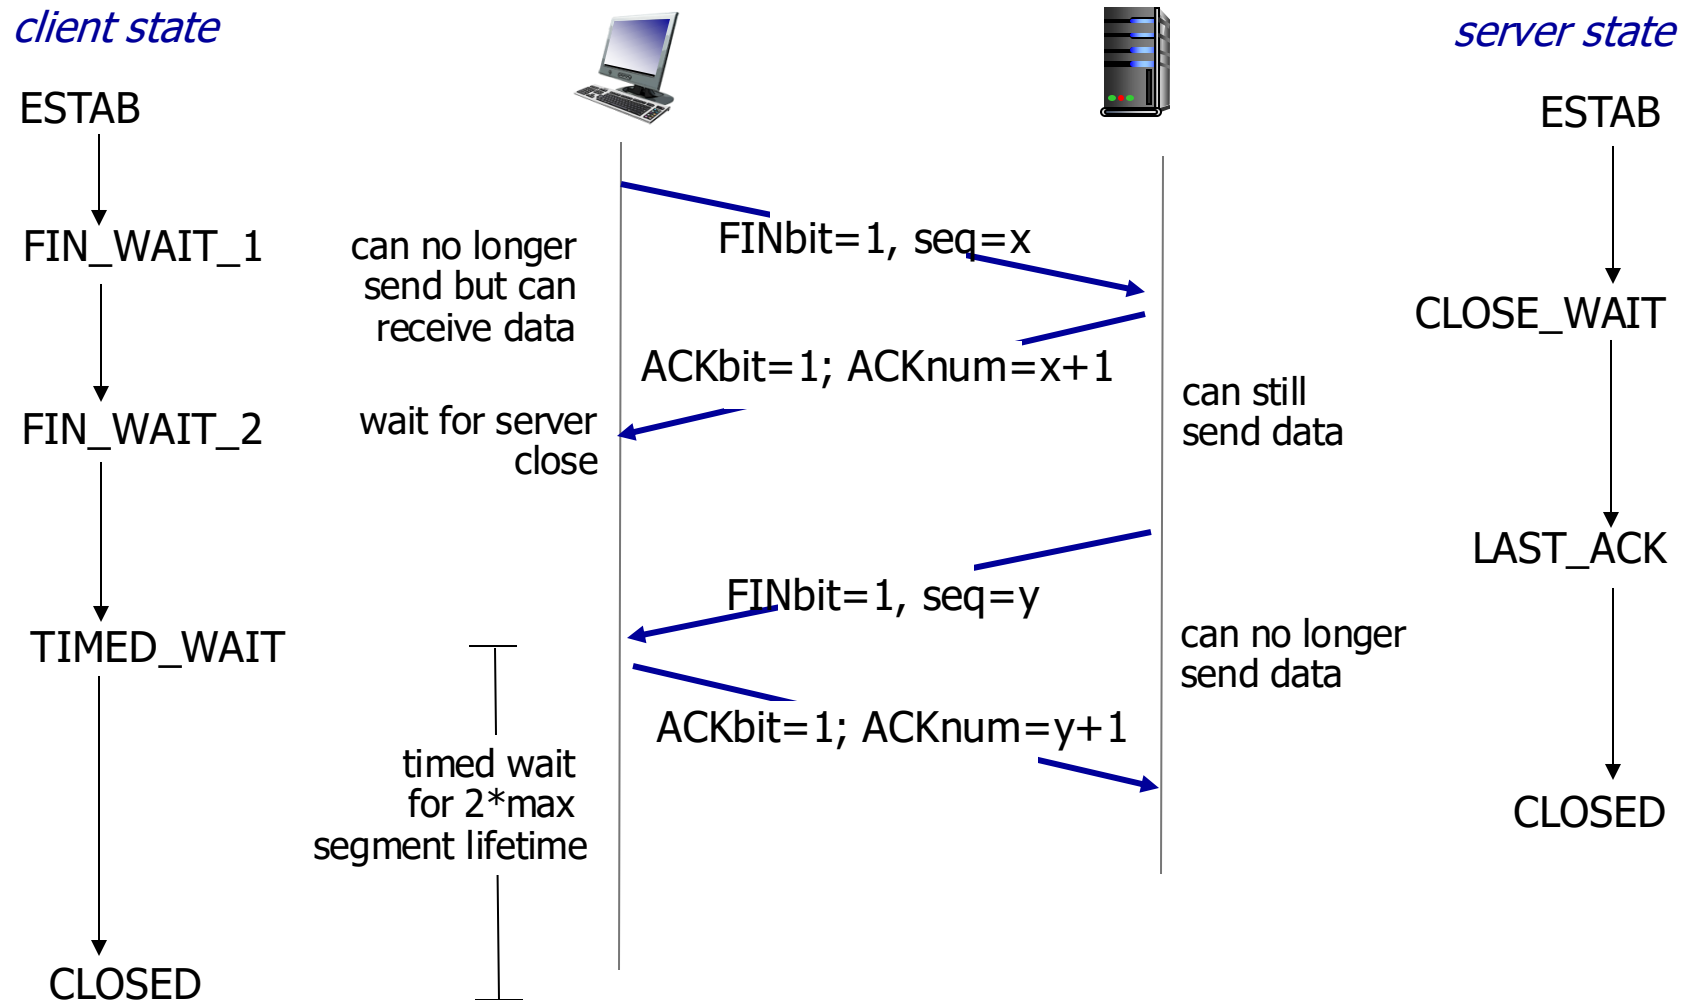 client state
server state
ESTAB
ESTAB
FIN_WAIT_1
can no longer
send but can
receive data
FINbit=1, seq=x
CLOSE_WAIT
ACKbit=1; ACKnum=x+1
can still
send data
FIN_WAIT_2
wait for server
close
LAST_ACK
FINbit=1, seq=y
TIMED_WAIT
can no longer
send data
ACKbit=1; ACKnum=y+1
timed wait
for 2*max
segment lifetime
CLOSED
CLOSED